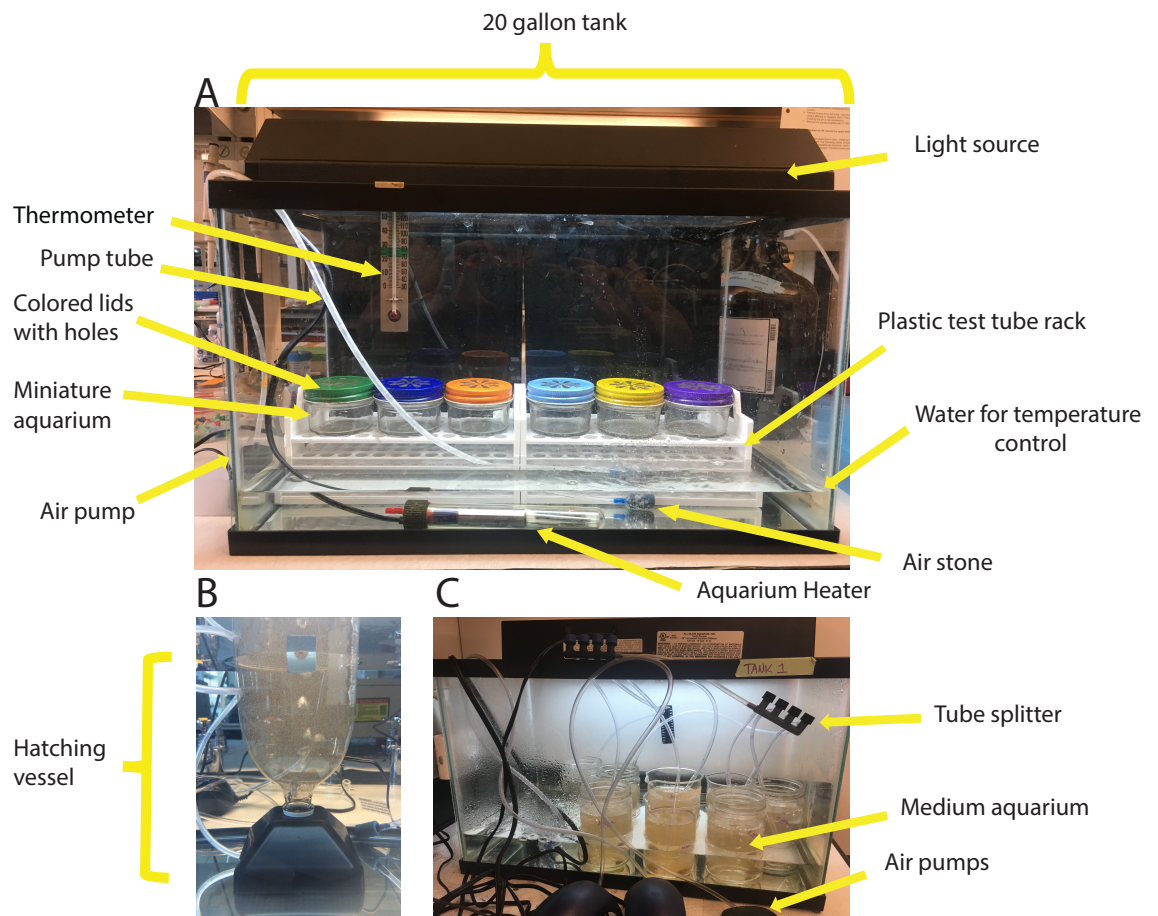 20 gallon tank
A
Light source
Thermometer
Pump tube
Colored lids
with holes
Plastic test tube rack
Miniature
aquarium
Water for temperature
control
Air pump
Air stone
Aquarium Heater
B
C
TANK 1
Tube splitter
Hatching
vessel
Medium aquarium
Air pumps